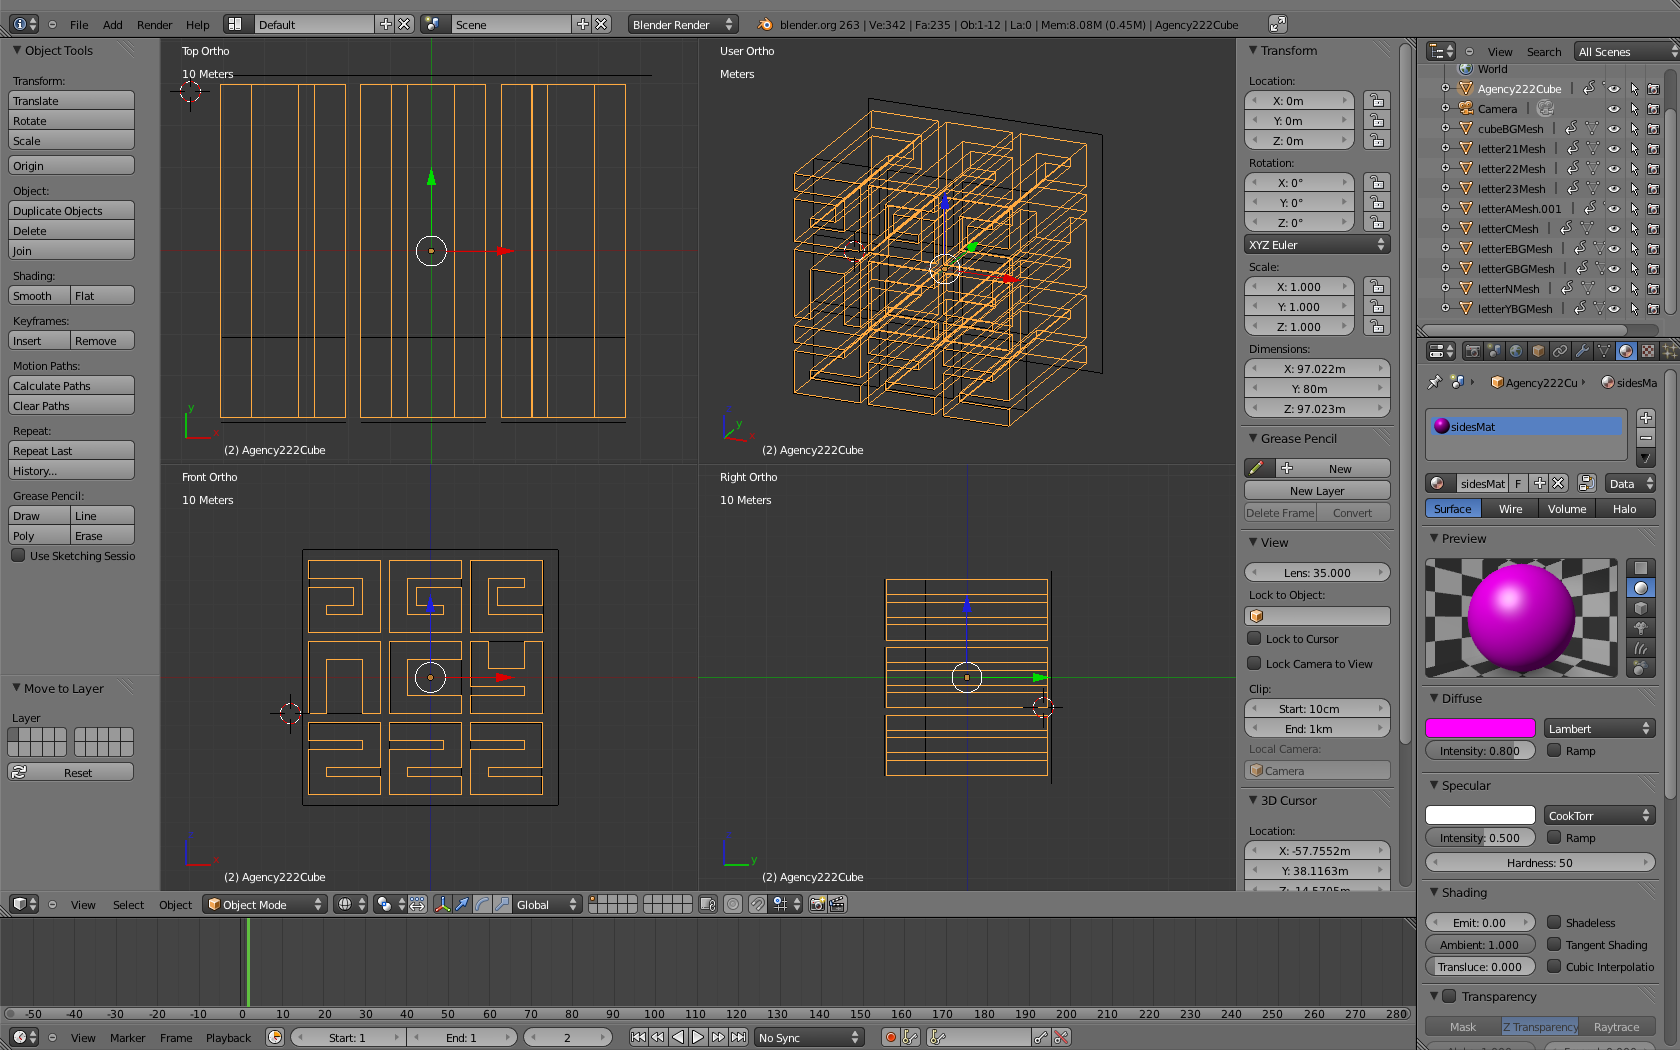 File Add Render Help Default Scene Blender Render blender.org 263 | Ve:342 | Fa:235 | Ob:1-12 | La:0 | Mem:8.08M (0.45M) | Agency222Cube
Object Tools
Transform:
Translate
Rotate
Scale
Origin
Object:
Duplicate Objects
Delete
Join
Shading:
Smooth Flat
Keyframes:
Insert Remove
Motion Paths:
Calculate Paths
Clear Paths
Repeat:
Repeat Last
History...
Grease Pencil:
Draw Line
Poly Erase
Use Sketching Sessio
Move to Layer
Layer
Reset
Top Ortho
10 Meters
y
(2) Agency222Cube
User Ortho
Meters
y
(2) Agency222Cube
Front Ortho
10 Meters
x
(2) Agency222Cube
Right Ortho
10 Meters
y
(2) Agency222Cube
Transform
Location:
X: 0m
Y: 0m
Z: 0m
Rotation:
X: 0°
Y: 0°
Z: 0°
XYZ Euler
Scale:
X: 1.000
Y: 1.000
Z: 1.000
Dimensions:
X: 97.022m
Y: 80m
Z: 97.023m
Grease Pencil
New
New Layer
Delete Frame Convert
View
Lens: 35.000
Lock to Object:
Lock to Cursor
Lock Camera to View
Clip:
Start: 10cm
End: 1km
Local Camera:
Camera
3D Cursor
Location:
X: -57.7552m
Y: 38.1163m
View Search All Scenes
World
Agency222Cube
Camera
cubeBGMesh
letter21Mesh
letter22Mesh
letter23Mesh
letterAMesh.001
letterCMesh
letterEBGMesh
letterGBGMesh
letterNMesh
letterYBGMesh
Agency222Cu sidesMa
sidesMat
sidesMat F Data
Surface Wire Volume Halo
Preview
Diffuse
Lambert
Intensity: 0.800 Ramp
Specular
CookTorr
Intensity: 0.500 Ramp
Hardness: 50
Shading
Emit: 0.00 Shadeless
Ambient: 1.000 Tangent Shading
Transluce: 0.000 Cubic Interpolatio
Transparency
Mask Z Transparency Raytrace
View Select Object Object Mode Global
-50 -40 -30 -20 -10 0 10 20 30 40 50 60 70 80 90 100 110 120 130 140 150 160 170 180 190 200 210 220 230 240 250 260 270 280
View Marker Frame Playback Start: 1 End: 1 2 No Sync